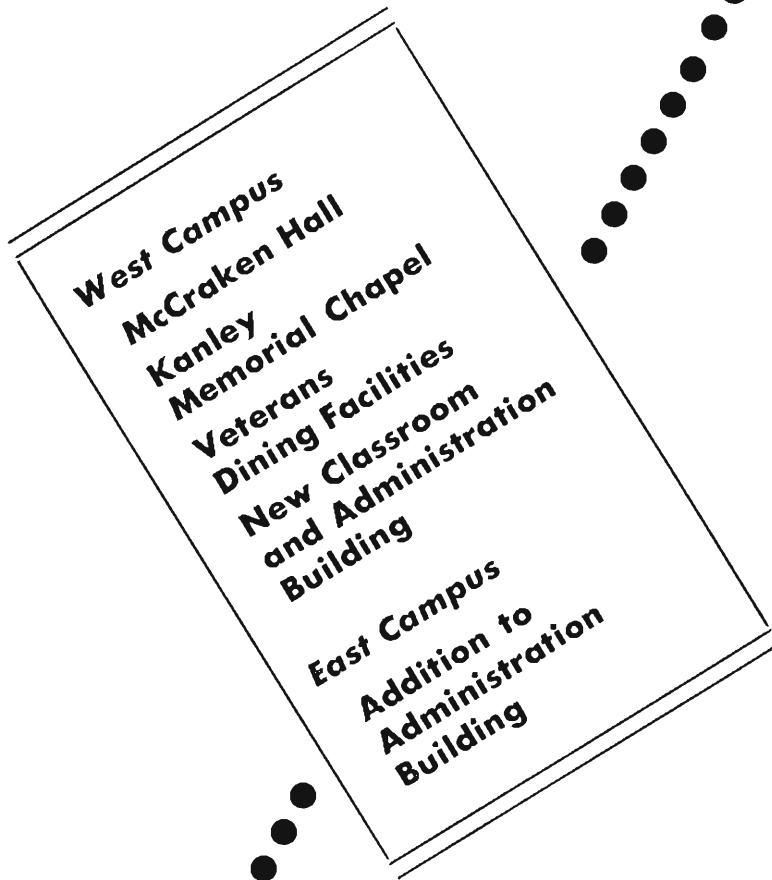 West Campus
McCraken Hall
Kanley
Memorial Chapel
Veterans
Dining Facilities
New Classroom
and Administration
Building
East Campus
Addition to
Administration
Building